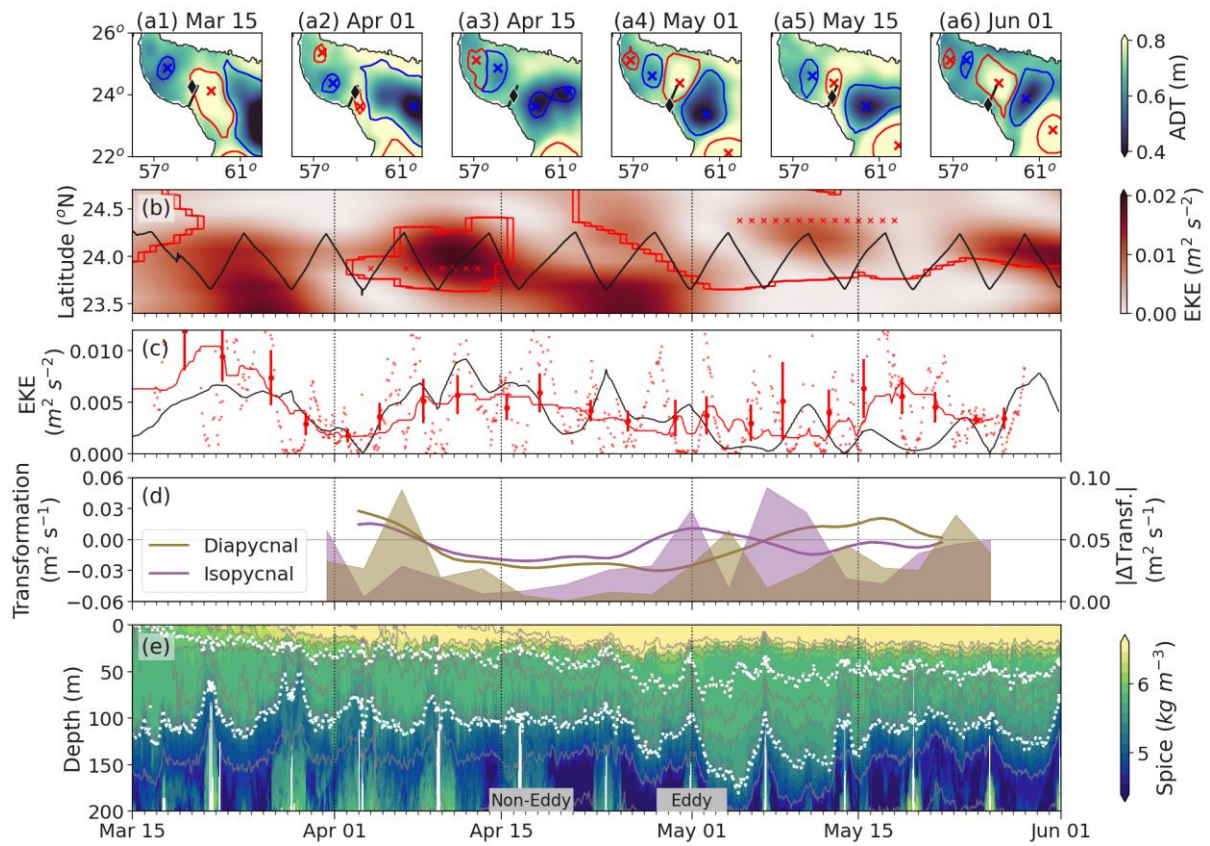 (a1) Mar 15 (a2) Apr 01 (a3) Apr 15 (a4) May 01 (a5) May 15 (a6) Jun 01
26°
24°
22°
57° 61° 57° 61° 57° 61° 57° 61° 57° 61° 57° 61°
0.8
0.6
0.4
ADT (m)
(b)
Latitude (°N)
24.5
24.0
23.5
0.02
0.01
0.00
EKE (m² s⁻²)
(c)
EKE
(m² s⁻²)
0.010
0.005
0.000
(d)
Transformation
(m² s⁻¹)
0.06
0.03
0.00
−0.03
−0.06
Diapycnal
Isopycnal
0.10
0.05
0.00
|ΔTransf.|
(m² s⁻¹)
(e)
Depth (m)
0
50
100
150
200
Non-Eddy Eddy
6
5
Spice (kg m⁻³)
Mar 15 Apr 01 Apr 15 May 01 May 15 Jun 01